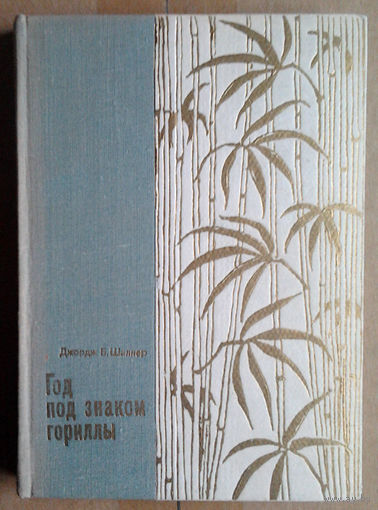 Джордж Б. Шаллер
Год
под знаком
гориллы